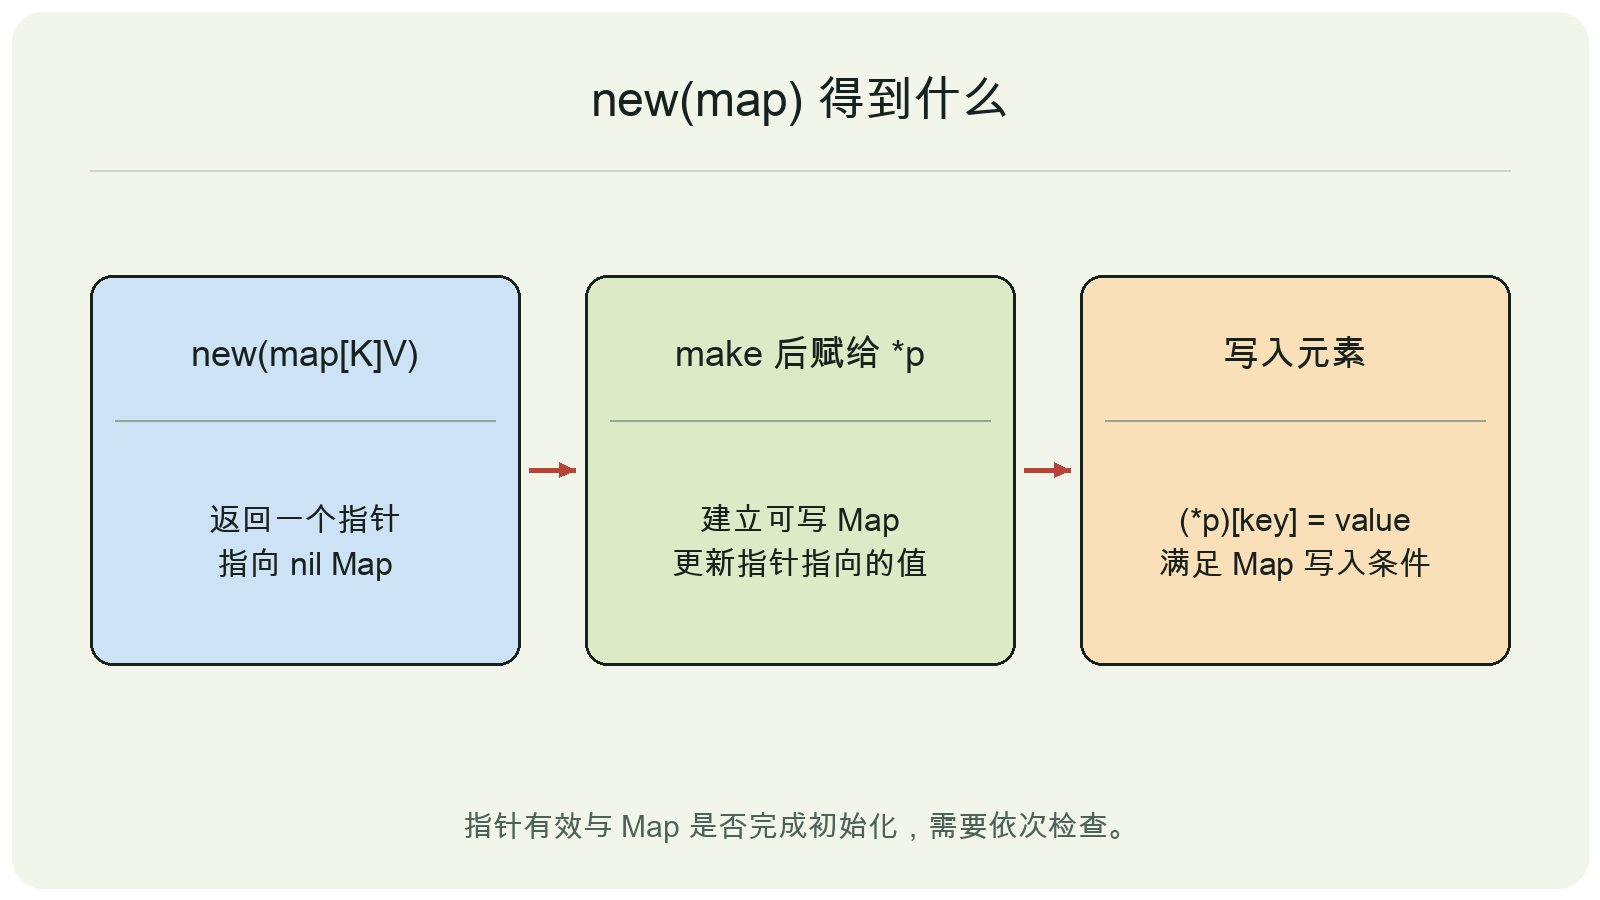 new(map) 得到什么
new(map[K]V)
返回一个指针
指向 nil Map
make 后赋给 *p
建立可写 Map
更新指针指向的值
写入元素
(*p)[key] = value
满足 Map 写入条件
指针有效与 Map 是否完成初始化，需要依次检查。